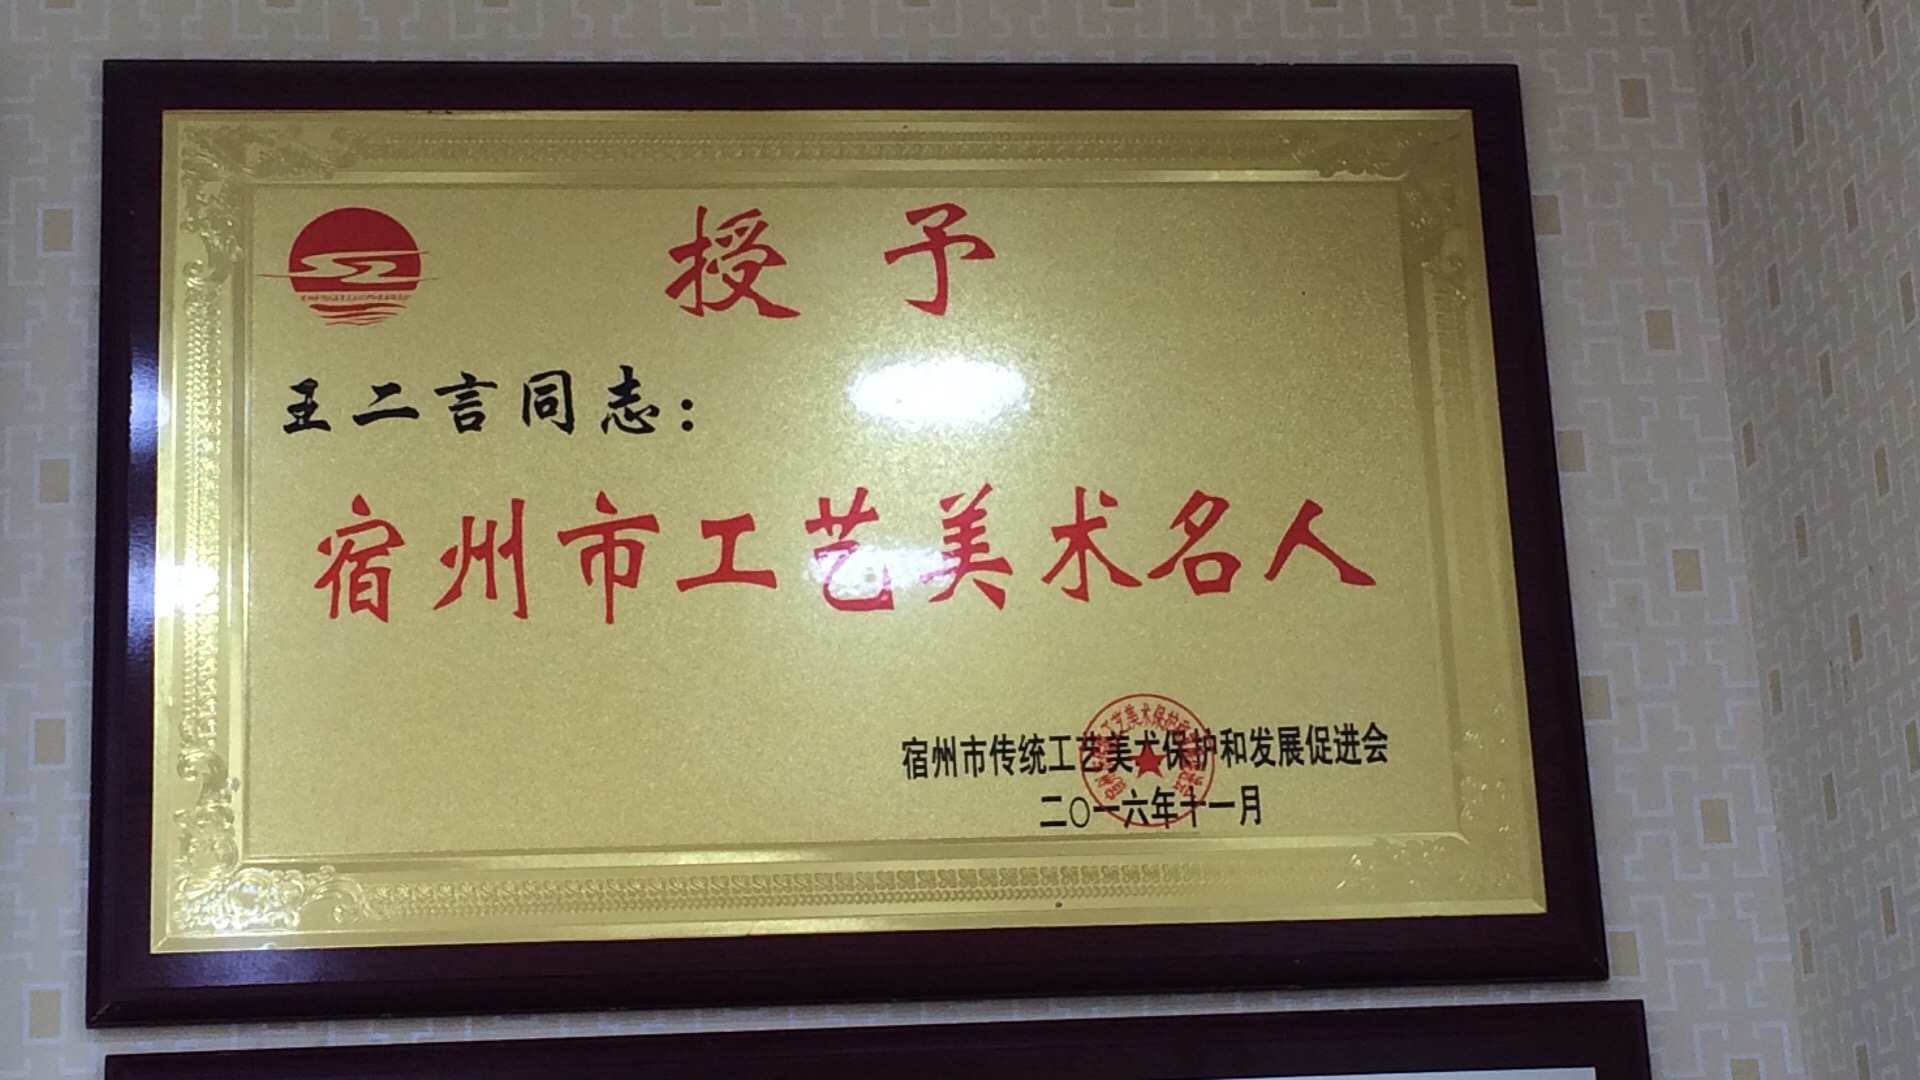 授予
王二言同志：
宿州市工艺美术名人
宿州市传统工艺美术保护和发展促进会
二〇一六年十一月